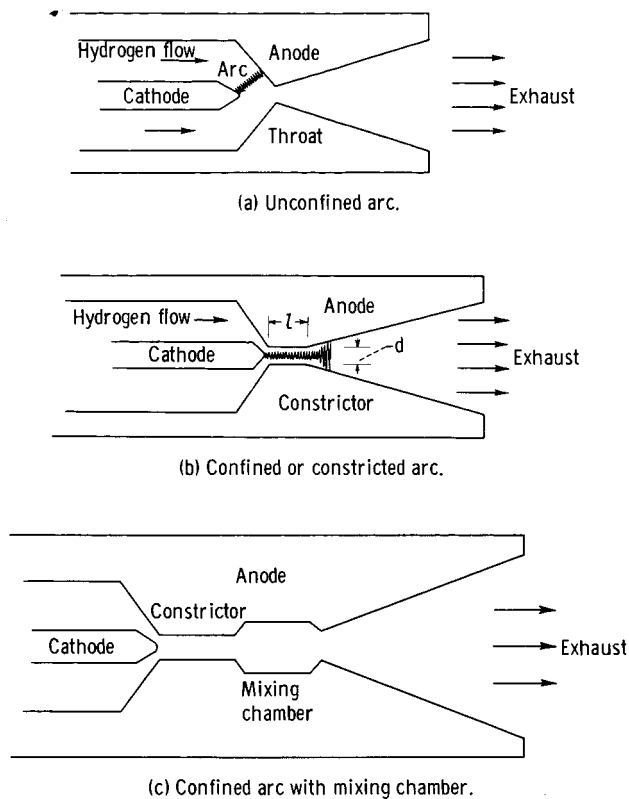 Hydrogen flow
Anode
Arc
Cathode
Exhaust
Throat
(a) Unconfined arc.
Anode
Hydrogen flow
l
d
Cathode
Exhaust
Constrictor
(b) Confined or constricted arc.
Anode
Constrictor
Cathode
Exhaust
Mixing
chamber
(c) Confined arc with mixing chamber.